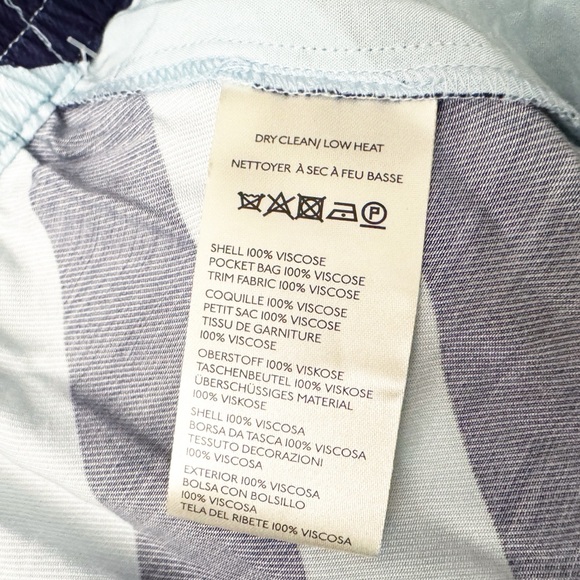 DRY CLEAN/ LOW HEAT
NETTOYER À SEC À FEU BASSE
P
SHELL 100% VISCOSE
POCKET BAG 100% VISCOSE
TRIM FABRIC 100% VISCOSE
COQUILLE 100% VISCOSE
PETIT SAC 100% VISCOSE
TISSU DE GARNITURE
100% VISCOSE
OBERSTOFF 100% VISKOSE
TASCHENBEUTEL 100% VISKOSE
ÜBERSCHÜSSIGES MATERIAL
100% VISKOSE
SHELL 100% VISCOSA
BORSA DA TASCA 100% VISCOSA
TESSUTO DECORAZIONI
100% VISCOSA
EXTERIOR 100% VISCOSA
BOLSA CON BOLSILLO
100% VISCOSA
TELA DEL RIBETE 100% VISCOSA